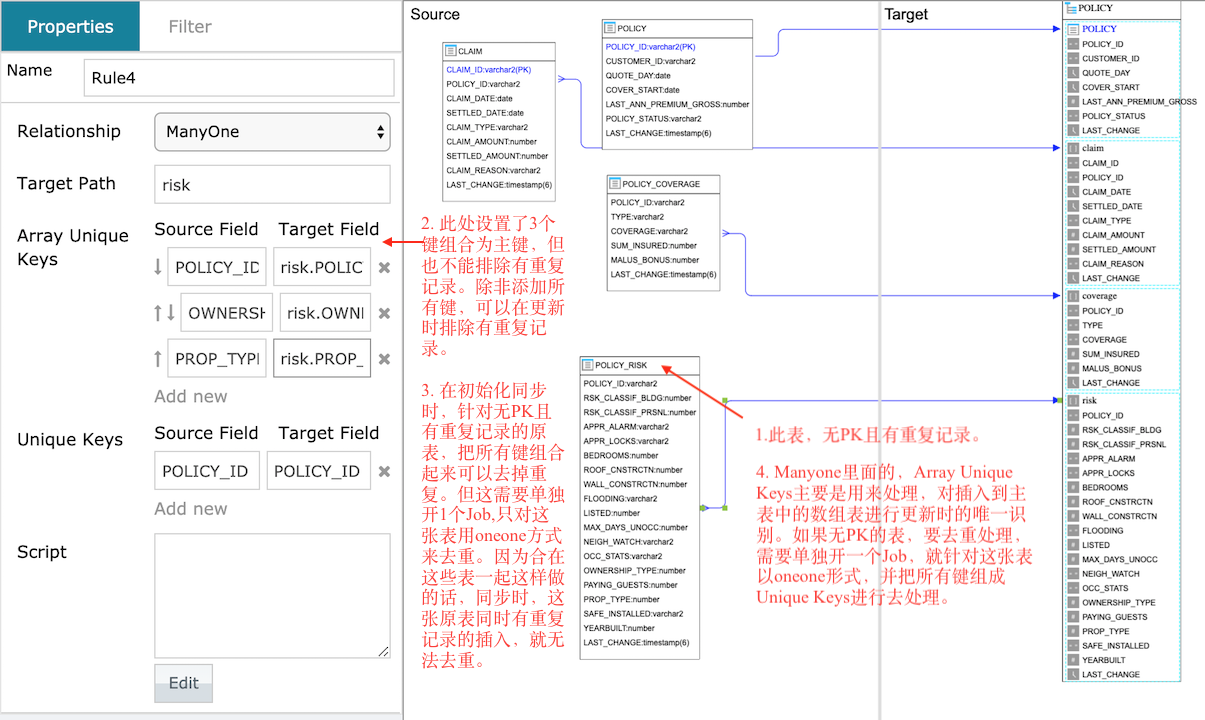 Properties
Filter
Name
Rule4
Relationship
ManyOne
Target Path
risk
Array Unique
Keys
Source Field
Target Field
POLICY_ID
risk.POLIC
OWNERSH
risk.OWNI
PROP_TYPE
risk.PROP_
Add new
Unique Keys
Source Field
Target Field
POLICY_ID
POLICY_ID
Add new
Script
Edit
Source
CLAIM
CLAIM_ID:varchar2(PK)
POLICY_ID:varchar2
CLAIM_DATE:date
SETTLED_DATE:date
CLAIM_TYPE:varchar2
CLAIM_AMOUNT:number
SETTLED_AMOUNT:number
CLAIM_REASON:varchar2
LAST_CHANGE:timestamp(6)
POLICY
POLICY_ID:varchar2(PK)
CUSTOMER_ID:varchar2
QUOTE_DAY:date
COVER_START:date
LAST_ANN_PREMIUM_GROSS:number
POLICY_STATUS:varchar2
LAST_CHANGE:timestamp(6)
POLICY_COVERAGE
POLICY_ID:varchar2
TYPE:varchar2
COVERAGE:varchar2
SUM_INSURED:number
MALUS_BONUS:number
LAST_CHANGE:timestamp(6)
2. 此处设置了3个
键组合为主键，但
也不能排除有重复
记录。除非添加所
有键，可以在更新
时排除有重复记
录。
3. 在初始化同步
时，针对无PK且
有重复记录的原
表，把所有键组合
起来可以去掉重
复。但这需要单独
开1个Job,只对这
张表用oneone方式
来去重。因为合在
这些表一起这样做
的话，同步时，这
张原表同时有重复
记录的插入，就无
法去重。
POLICY_RISK
POLICY_ID:varchar2
RSK_CLASSIF_BLDG:number
RSK_CLASSIF_PRSNL:number
APPR_ALARM:varchar2
APPR_LOCKS:varchar2
BEDROOMS:number
ROOF_CNSTRCTN:number
WALL_CONSTRCTN:number
FLOODING:varchar2
LISTED:number
MAX_DAYS_UNOCC:number
NEIGH_WATCH:varchar2
OCC_STATS:varchar2
OWNERSHIP_TYPE:number
PAYING_GUESTS:number
PROP_TYPE:number
SAFE_INSTALLED:varchar2
YEARBUILT:number
LAST_CHANGE:timestamp(6)
1.此表，无PK且有重复记录。
4. Manyone里面的，Array Unique
Keys主要是用来处理，对插入到主
表中的数组表进行更新时的唯一识
别。如果无PK的表，要去重处理，
需要单独开一个Job，就针对这张表
以oneone形式，并把所有键组成
Unique Keys进行去处理。
Target
POLICY
POLICY
POLICY_ID
CUSTOMER_ID
QUOTE_DAY
COVER_START
LAST_ANN_PREMIUM_GROSS
POLICY_STATUS
LAST_CHANGE
claim
CLAIM_ID
POLICY_ID
CLAIM_DATE
SETTLED_DATE
CLAIM_TYPE
CLAIM_AMOUNT
SETTLED_AMOUNT
CLAIM_REASON
LAST_CHANGE
coverage
POLICY_ID
TYPE
COVERAGE
SUM_INSURED
MALUS_BONUS
LAST_CHANGE
risk
POLICY_ID
RSK_CLASSIF_BLDG
RSK_CLASSIF_PRSNL
APPR_ALARM
APPR_LOCKS
BEDROOMS
ROOF_CNSTRCTN
WALL_CONSTRCTN
FLOODING
LISTED
MAX_DAYS_UNOCC
NEIGH_WATCH
OCC_STATS
OWNERSHIP_TYPE
PAYING_GUESTS
PROP_TYPE
SAFE_INSTALLED
YEARBUILT
LAST_CHANGE